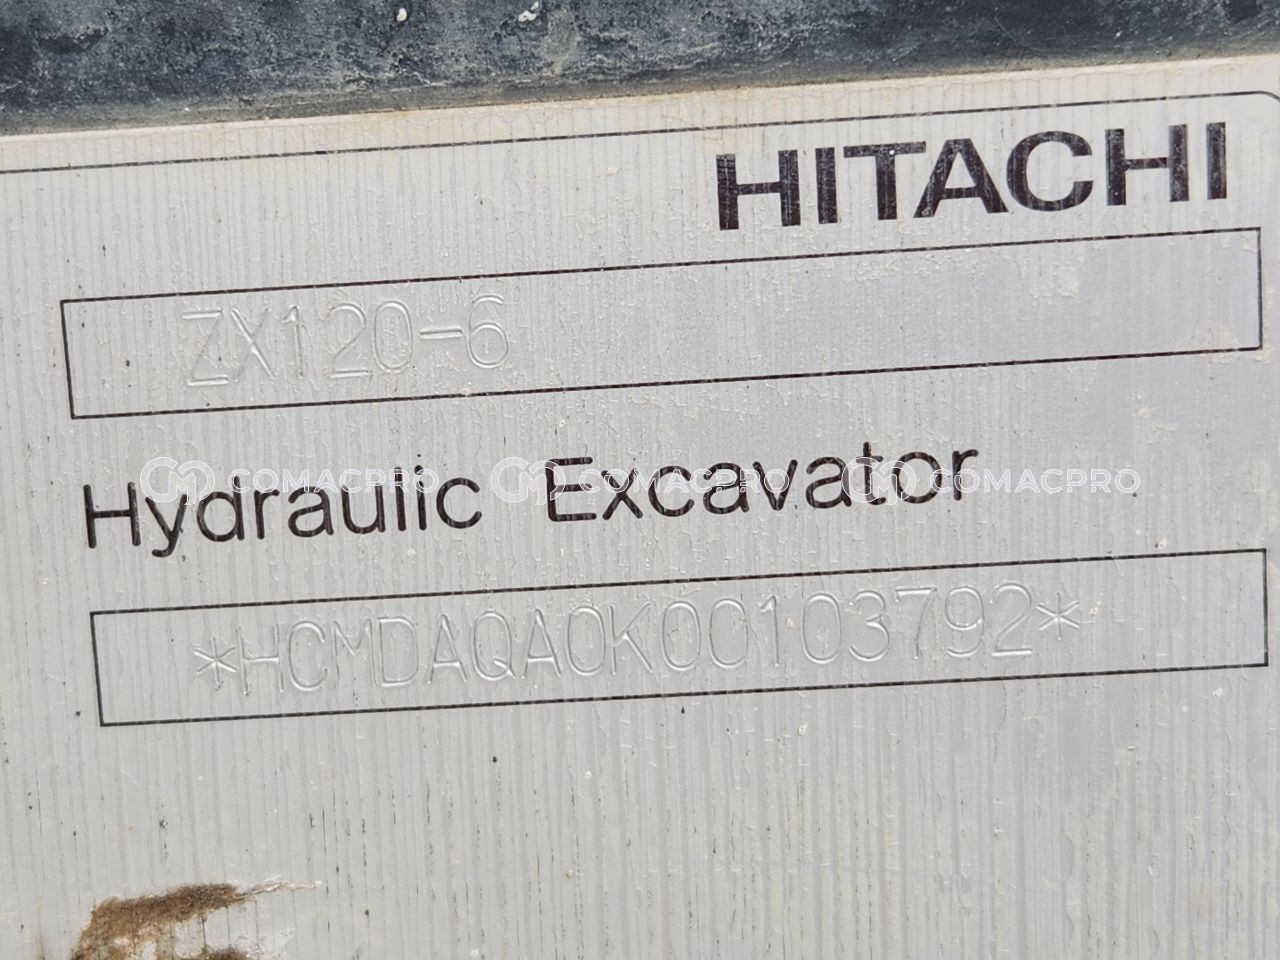 HITACHI
ZX120-6
Hydraulic Excavator
COMACPRO COMACPRO COMACPRO
*HCMDAQA0K00103792*